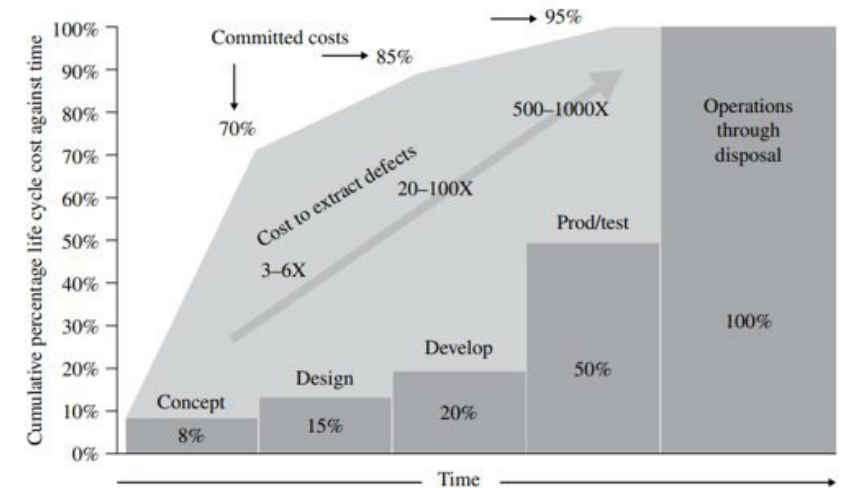 Cumulative percentage life cycle cost against time
100%
90%
80%
70%
60%
50%
40%
30%
20%
10%
0%
Committed costs
70%
85%
95%
Cost to extract defects
3–6X
20–100X
500–1000X
Concept
8%
Design
15%
Develop
20%
Prod/test
50%
Operations
through
disposal
100%
Time